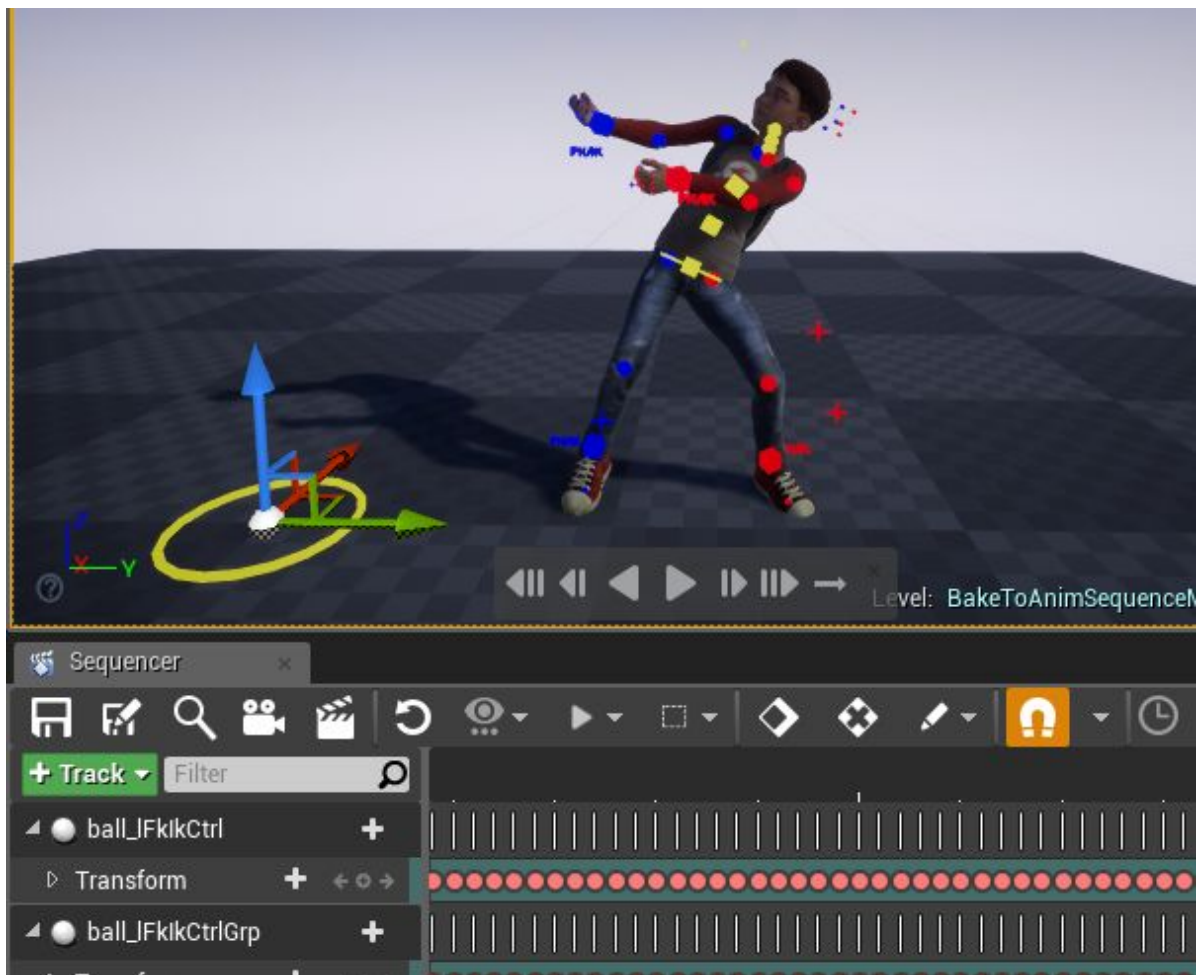 Z
X
Y
Level: BakeToAnimSequenceM
Sequencer
+ Track
Filter
ball_lFkIkCtrl
Transform
ball_lFkIkCtrlGrp